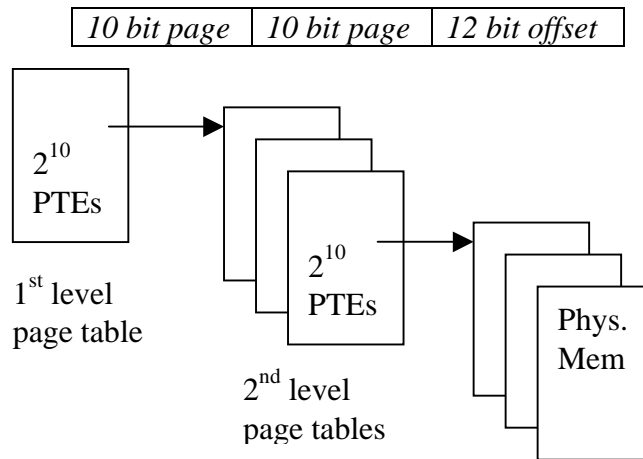 10 bit page 10 bit page 12 bit offset
2^10
PTEs
1st level
page table
2^10
PTEs
2nd level
page tables
Phys.
Mem